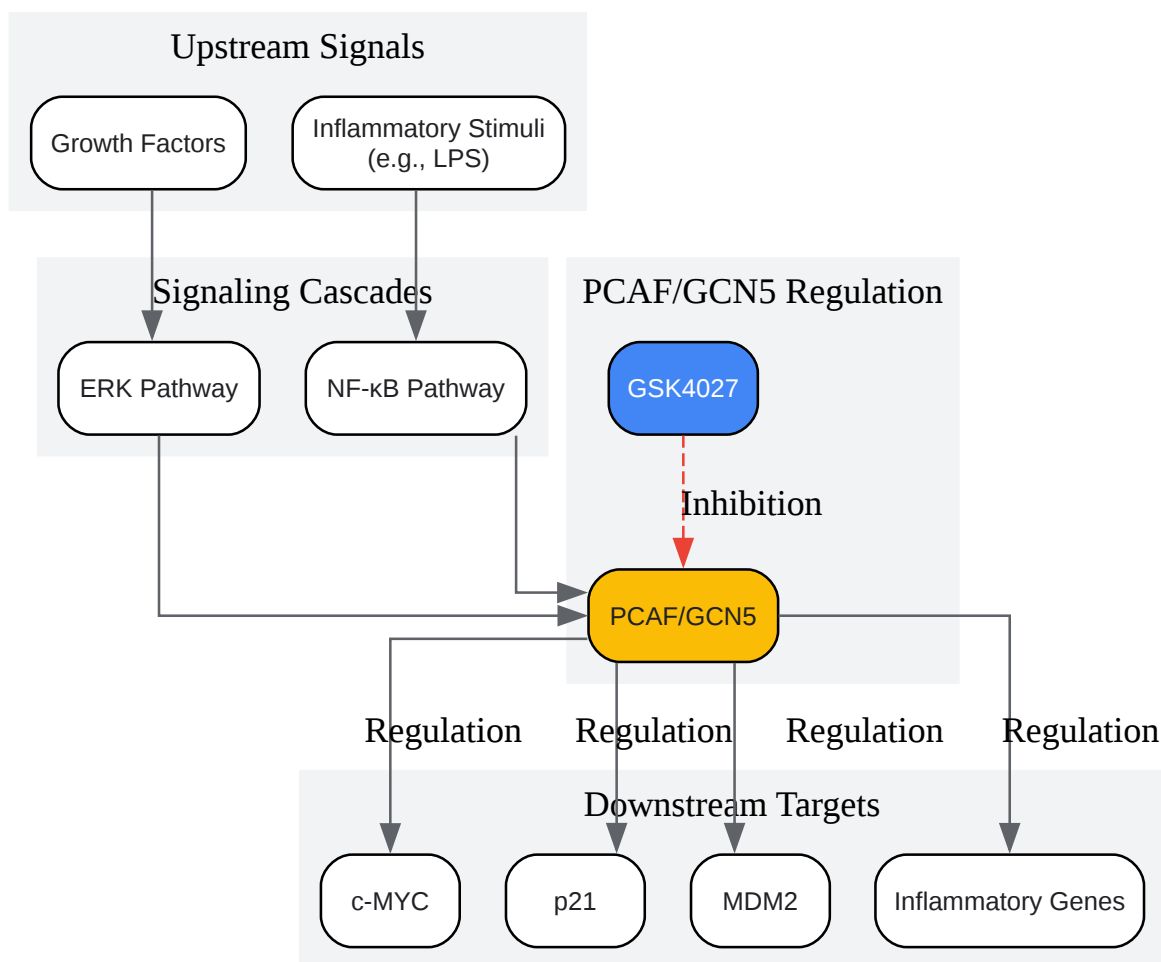 Upstream Signals
Growth Factors
Inflammatory Stimuli
(e.g., LPS)
Signaling Cascades
PCAF/GCN5 Regulation
ERK Pathway
NF-κB Pathway
GSK4027
Inhibition
PCAF/GCN5
Regulation
Regulation
Regulation
Regulation
Downstream Targets
c-MYC
p21
MDM2
Inflammatory Genes